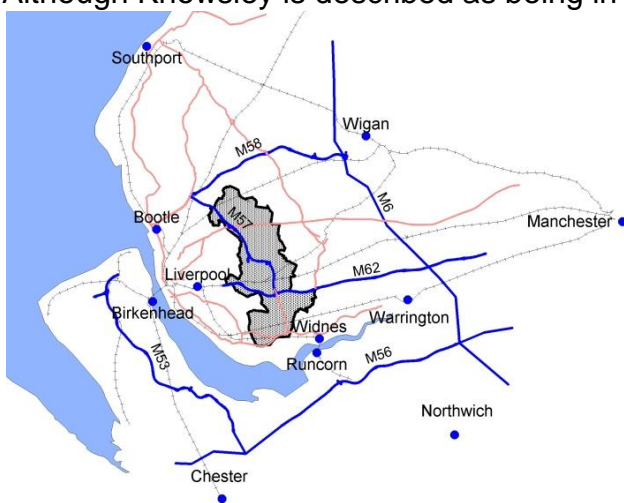 Although Knowsley is described as being in
Southport
Wigan
M58
M6
Bootle
M57
Manchester
Liverpool
M62
Birkenhead
Warrington
Widnes
Runcorn
M53
M56
Northwich
Chester